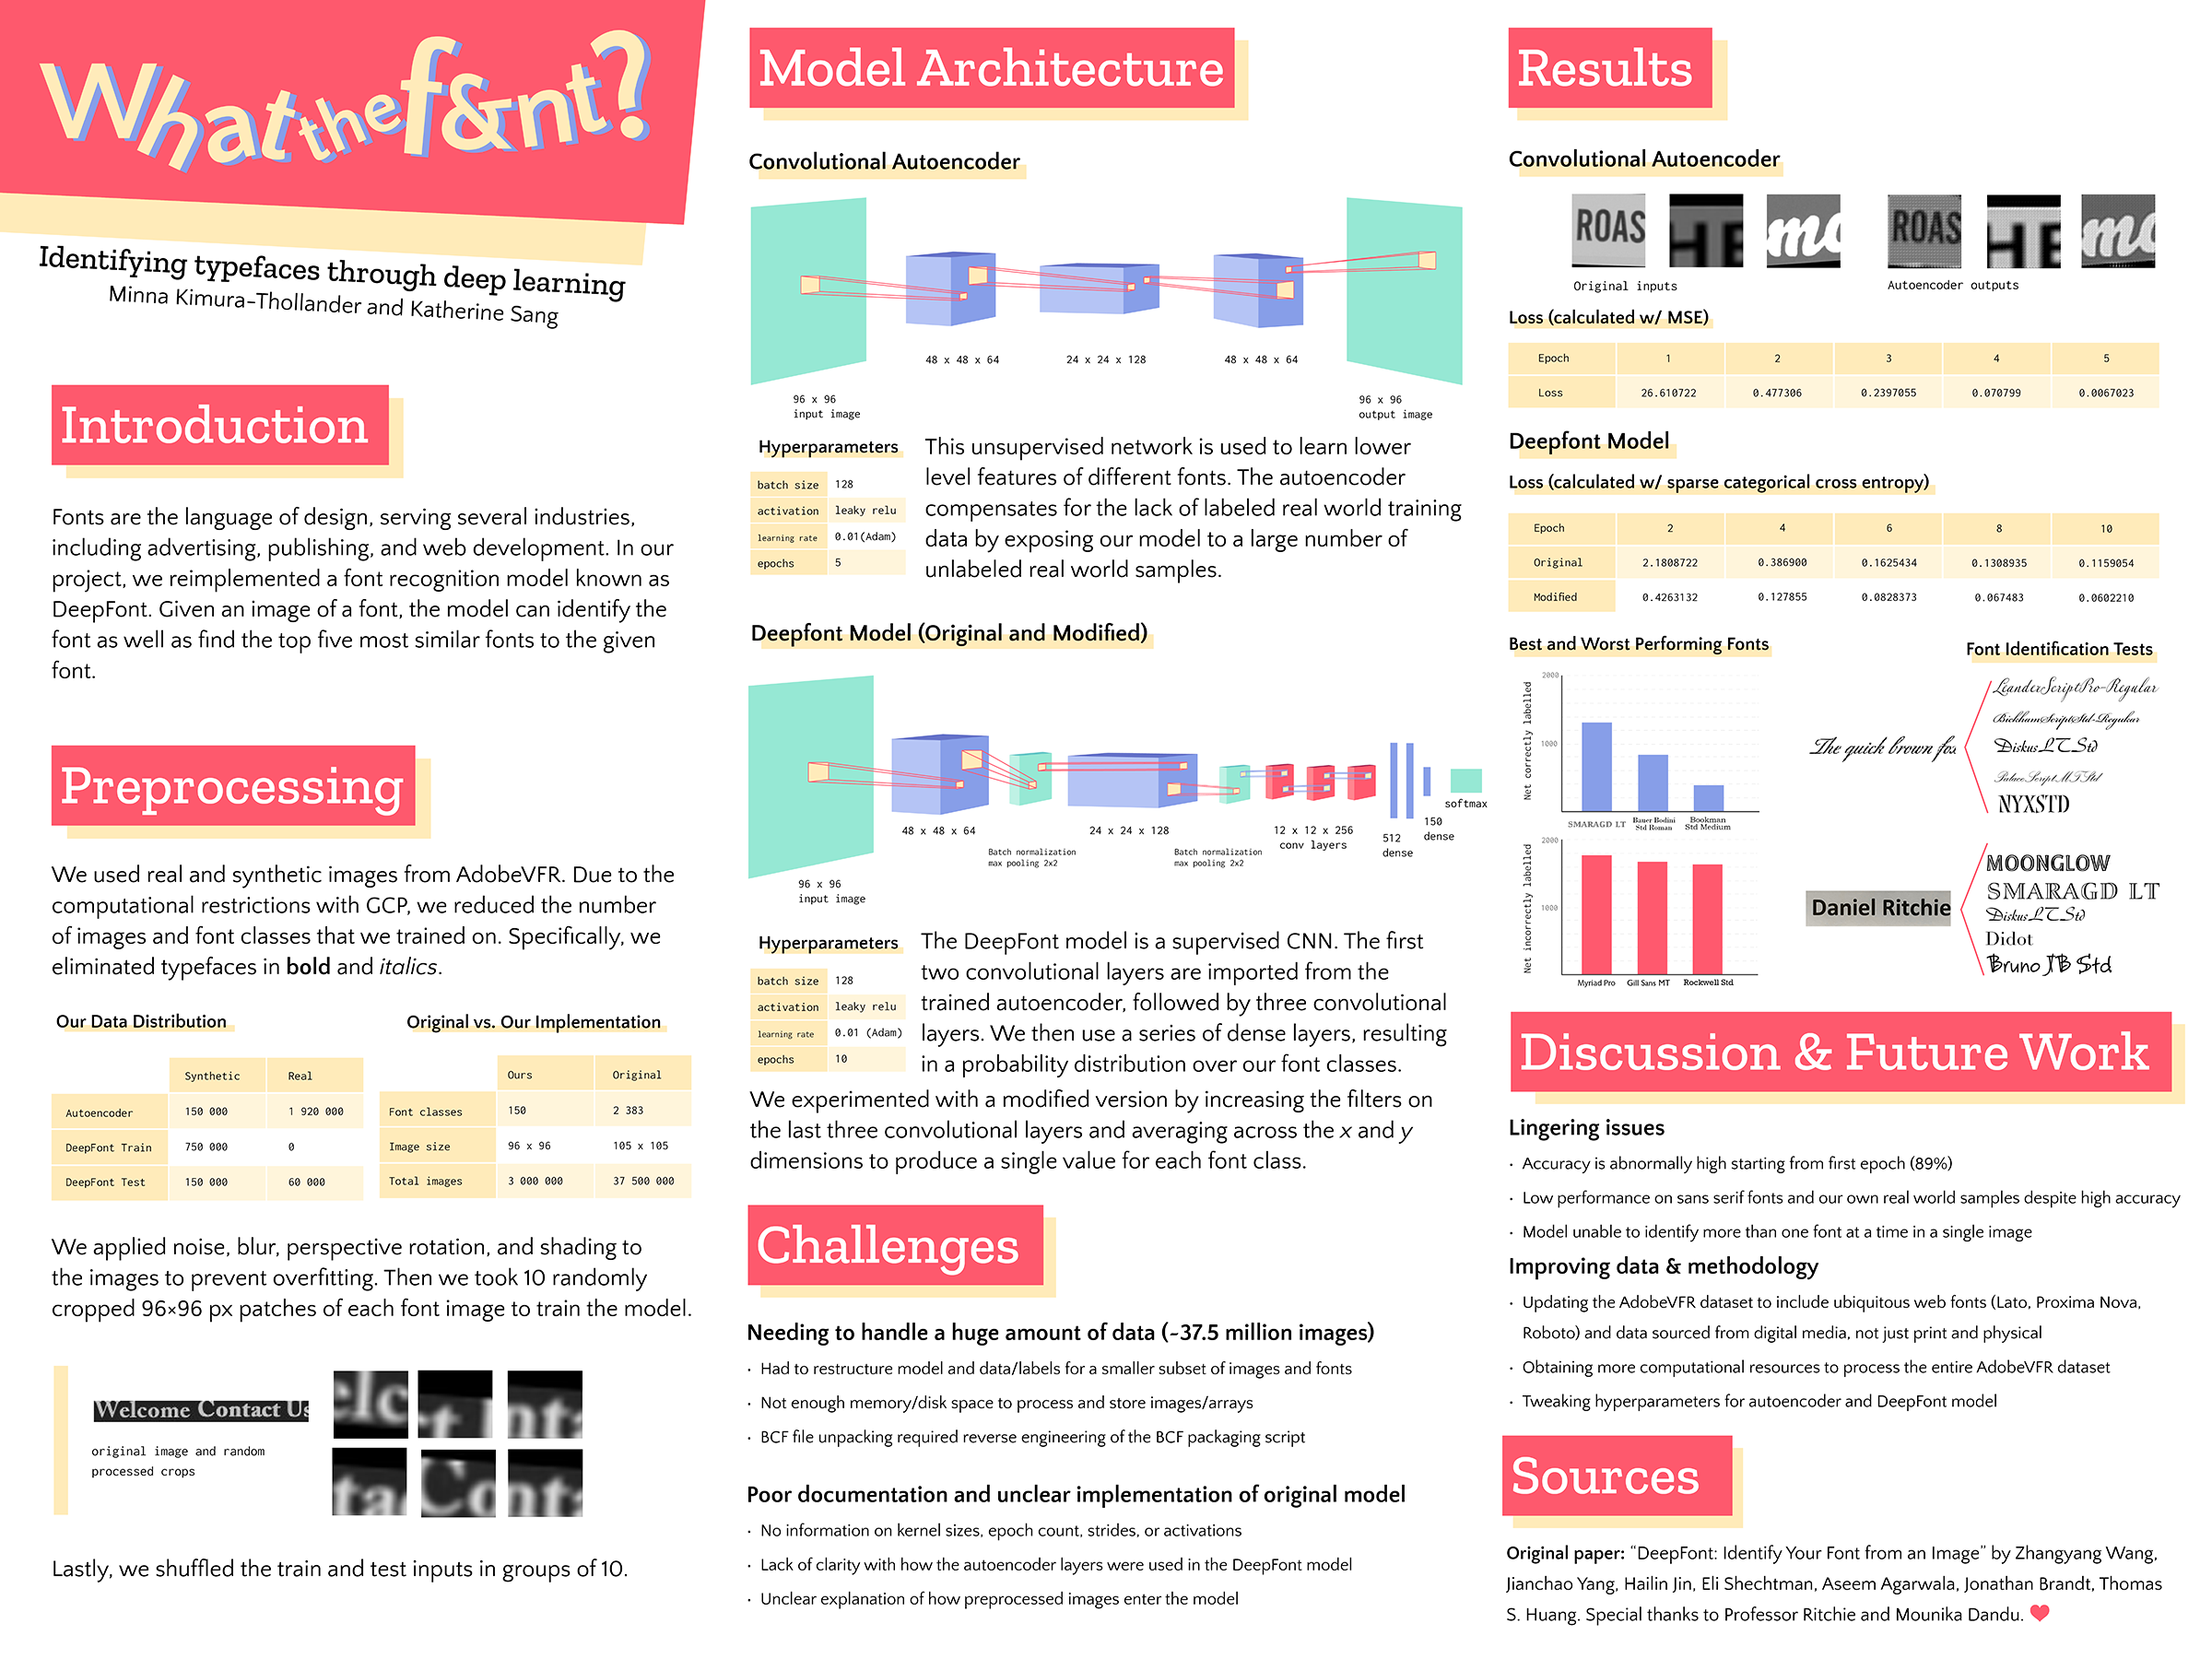 What the f&nt?
Identifying typefaces through deep learning
Minna Kimura-Thollander and Katherine Sang
Introduction
Fonts are the language of design, serving several industries,
including advertising, publishing, and web development. In our
project, we reimplemented a font recognition model known as
DeepFont. Given an image of a font, the model can identify the
font as well as find the top five most similar fonts to the given
font.
Preprocessing
We used real and synthetic images from AdobeVFR. Due to the
computational restrictions with GCP, we reduced the number
of images and font classes that we trained on. Specifically, we
eliminated typefaces in bold and italics.
Our Data Distribution
Synthetic Real
Autoencoder 150 000 1 920 000
DeepFont Train 750 000 0
DeepFont Test 150 000 60 000
Original vs. Our Implementation
Ours Original
Font classes 150 2 383
Image size 96 x 96 105 x 105
Total images 3 000 000 37 500 000
We applied noise, blur, perspective rotation, and shading to
the images to prevent overfitting. Then we took 10 randomly
cropped 96×96 px patches of each font image to train the model.
Welcome Contact Us
original image and random
processed crops
elc
-t
nt
ta
Co
nt
Lastly, we shuffled the train and test inputs in groups of 10.
Model Architecture
Convolutional Autoencoder
48 x 48 x 64
24 x 24 x 128
48 x 48 x 64
96 x 96
input image
96 x 96
output image
Hyperparameters
batch size 128
activation leaky relu
learning rate 0.01(Adam)
epochs 5
This unsupervised network is used to learn lower
level features of different fonts. The autoencoder
compensates for the lack of labeled real world training
data by exposing our model to a large number of
unlabeled real world samples.
Deepfont Model (Original and Modified)
48 x 48 x 64
Batch normalization
max pooling 2x2
24 x 24 x 128
Batch normalization
max pooling 2x2
12 x 12 x 256
conv layers
512
dense
150
dense
softmax
96 x 96
input image
Hyperparameters
batch size 128
activation leaky relu
learning rate 0.01 (Adam)
epochs 10
The DeepFont model is a supervised CNN. The first
two convolutional layers are imported from the
trained autoencoder, followed by three convolutional
layers. We then use a series of dense layers, resulting
in a probability distribution over our font classes.
We experimented with a modified version by increasing the filters on
the last three convolutional layers and averaging across the x and y
dimensions to produce a single value for each font class.
Challenges
Needing to handle a huge amount of data (~37.5 million images)
· Had to restructure model and data/labels for a smaller subset of images and fonts
· Not enough memory/disk space to process and store images/arrays
· BCF file unpacking required reverse engineering of the BCF packaging script
Poor documentation and unclear implementation of original model
· No information on kernel sizes, epoch count, strides, or activations
· Lack of clarity with how the autoencoder layers were used in the DeepFont model
· Unclear explanation of how preprocessed images enter the model
Results
Convolutional Autoencoder
ROAS
HE
mo
ROAS
HE
mo
Original inputs
Autoencoder outputs
Loss (calculated w/ MSE)
Epoch 1 2 3 4 5
Loss 26.610722 0.477306 0.2397055 0.070799 0.0067023
Deepfont Model
Loss (calculated w/ sparse categorical cross entropy)
Epoch 2 4 6 8 10
Original 2.1808722 0.386900 0.1625434 0.1308935 0.1159054
Modified 0.4263132 0.127855 0.0828373 0.067483 0.0602210
Best and Worst Performing Fonts
Net correctly labelled
2000
1000
SMARAGD LT
Bauer Bodini
Std Roman
Bookman
Std Medium
Net incorrectly labelled
2000
1000
Myriad Pro
Gill Sans MT
Rockwell Std
Font Identification Tests
The quick brown fox
LeanderScriptPro-Regular
BickhamScriptStd-Regular
DiskusLTStd
PalaceScriptMTStd
NYXSTD
Daniel Ritchie
MOONGLOW
SMARAGD LT
DiskusLTStd
Didot
Bruno JB Std
Discussion & Future Work
Lingering issues
· Accuracy is abnormally high starting from first epoch (89%)
· Low performance on sans serif fonts and our own real world samples despite high accuracy
· Model unable to identify more than one font at a time in a single image
Improving data & methodology
· Updating the AdobeVFR dataset to include ubiquitous web fonts (Lato, Proxima Nova,
Roboto) and data sourced from digital media, not just print and physical
· Obtaining more computational resources to process the entire AdobeVFR dataset
· Tweaking hyperparameters for autoencoder and DeepFont model
Sources
Original paper: “DeepFont: Identify Your Font from an Image” by Zhangyang Wang,
Jianchao Yang, Hailin Jin, Eli Shechtman, Aseem Agarwala, Jonathan Brandt, Thomas
S. Huang. Special thanks to Professor Ritchie and Mounika Dandu. ♥